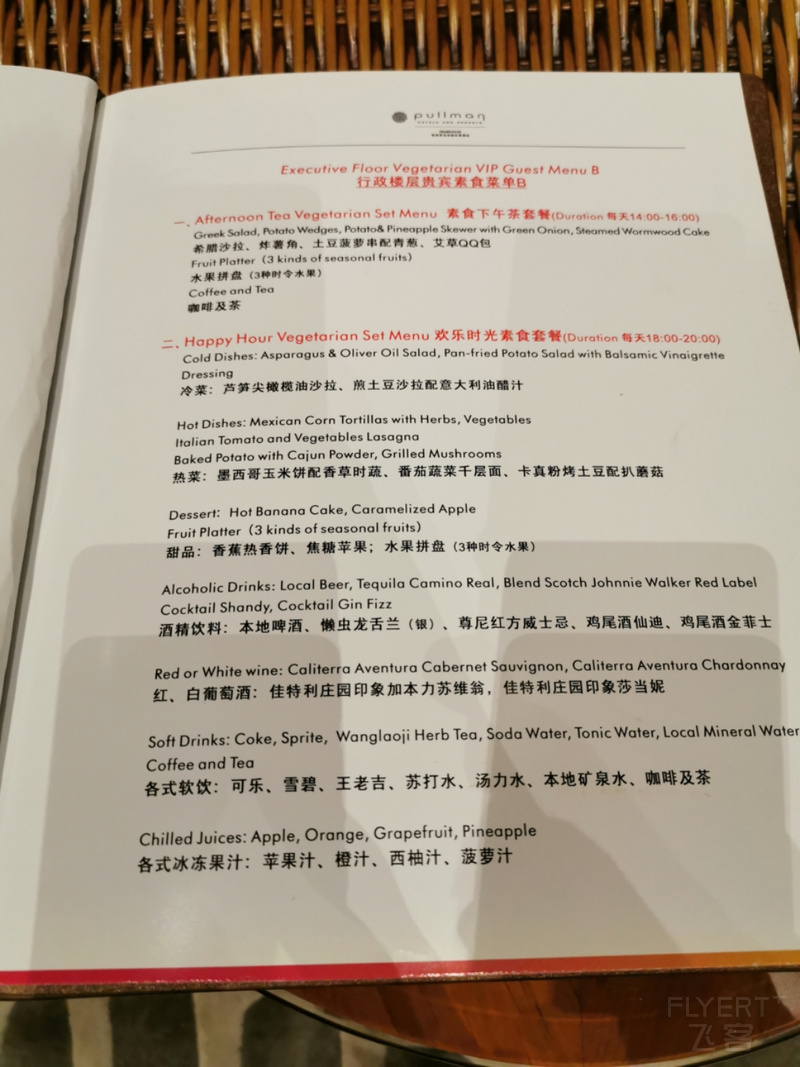 pullman
HOTELS AND RESORTS
Executive Floor Vegetarian VIP Guest Menu B
行政楼层贵宾素食菜单B
一、Afternoon Tea Vegetarian Set Menu 素食下午茶套餐(Duration 每天14:00-16:00)
Greek Salad, Potato Wedges, Potato& Pineapple Skewer with Green Onion, Steamed Wormwood Cake
希腊沙拉、炸薯角、土豆菠萝串配青葱、艾草QQ包
Fruit Platter (3 kinds of seasonal fruits)
水果拼盘 (3种时令水果)
Coffee and Tea
咖啡及茶
二、Happy Hour Vegetarian Set Menu 欢乐时光素食套餐(Duration 每天18:00-20:00)
Cold Dishes: Asparagus & Oliver Oil Salad, Pan-fried Potato Salad with Balsamic Vinaigrette
Dressing
冷菜：芦笋尖橄榄油沙拉、煎土豆沙拉配意大利油醋汁
Hot Dishes: Mexican Corn Tortillas with Herbs, Vegetables
Italian Tomato and Vegetables Lasagna
Baked Potato with Cajun Powder, Grilled Mushrooms
热菜：墨西哥玉米饼配香草时蔬、番茄蔬菜千层面、卡真粉烤土豆配扒蘑菇
Dessert: Hot Banana Cake, Caramelized Apple
Fruit Platter (3 kinds of seasonal fruits)
甜品：香蕉热香饼、焦糖苹果；水果拼盘 (3种时令水果)
Alcoholic Drinks: Local Beer, Tequila Camino Real, Blend Scotch Johnnie Walker Red Label
Cocktail Shandy, Cocktail Gin Fizz
酒精饮料：本地啤酒、懒虫龙舌兰（银）、尊尼红方威士忌、鸡尾酒仙迪、鸡尾酒金菲士
Red or White wine: Caliterra Aventura Cabernet Sauvignon, Caliterra Aventura Chardonnay
红、白葡萄酒：佳特利庄园印象加本力苏维翁，佳特利庄园印象莎当妮
Soft Drinks: Coke, Sprite, Wanglaoji Herb Tea, Soda Water, Tonic Water, Local Mineral Water
Coffee and Tea
各式软饮：可乐、雪碧、王老吉、苏打水、汤力水、本地矿泉水、咖啡及茶
Chilled Juices: Apple, Orange, Grapefruit, Pineapple
各式冰冻果汁：苹果汁、橙汁、西柚汁、菠萝汁
FLYERT+
飞客